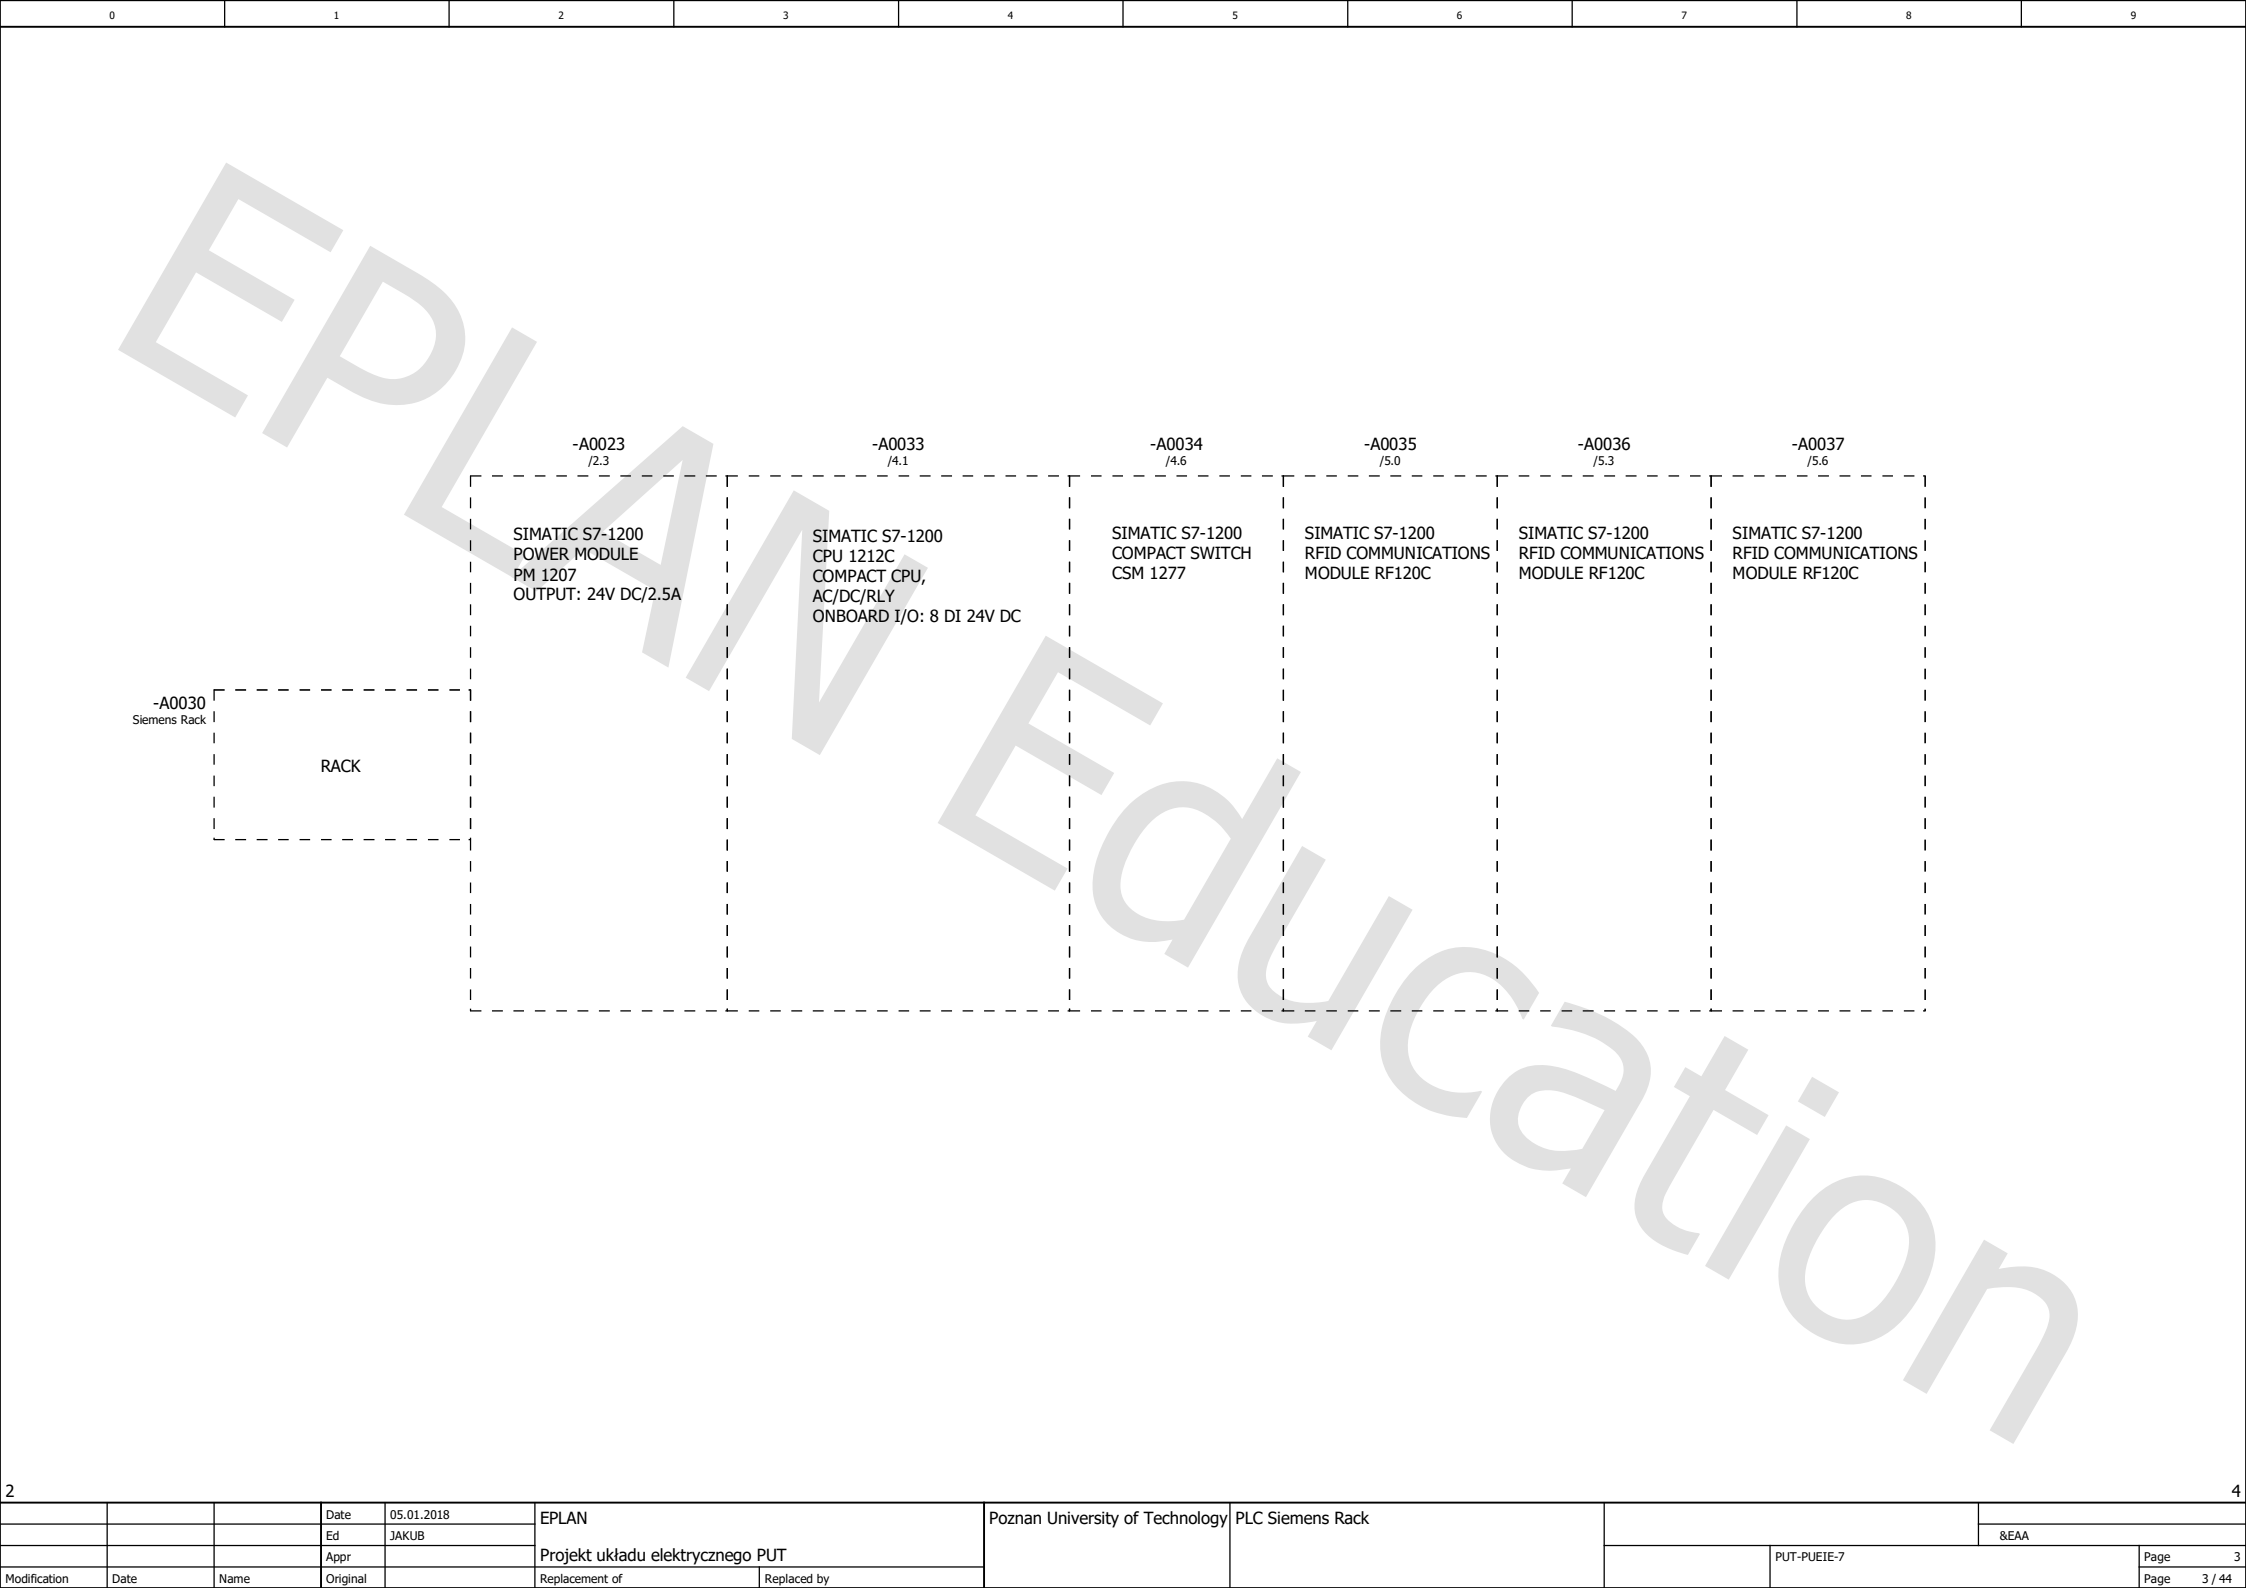 0 1 2 3 4 5 6 7 8 9
EPLAN Education
-A0023
/2.3
-A0033
/4.1
-A0034
/4.6
-A0035
/5.0
-A0036
/5.3
-A0037
/5.6
SIMATIC S7-1200
POWER MODULE
PM 1207
OUTPUT: 24V DC/2.5A
SIMATIC S7-1200
CPU 1212C
COMPACT CPU,
AC/DC/RLY
ONBOARD I/O: 8 DI 24V DC
SIMATIC S7-1200
COMPACT SWITCH
CSM 1277
SIMATIC S7-1200
RFID COMMUNICATIONS
MODULE RF120C
SIMATIC S7-1200
RFID COMMUNICATIONS
MODULE RF120C
SIMATIC S7-1200
RFID COMMUNICATIONS
MODULE RF120C
-A0030
Siemens Rack
RACK
2
4
Date 05.01.2018
Ed JAKUB
Appr
Modification Date Name Original
EPLAN
Projekt układu elektrycznego PUT
Replacement of Replaced by
Poznan University of Technology
PLC Siemens Rack
&EAA
PUT-PUEIE-7
Page 3
Page 3 / 44